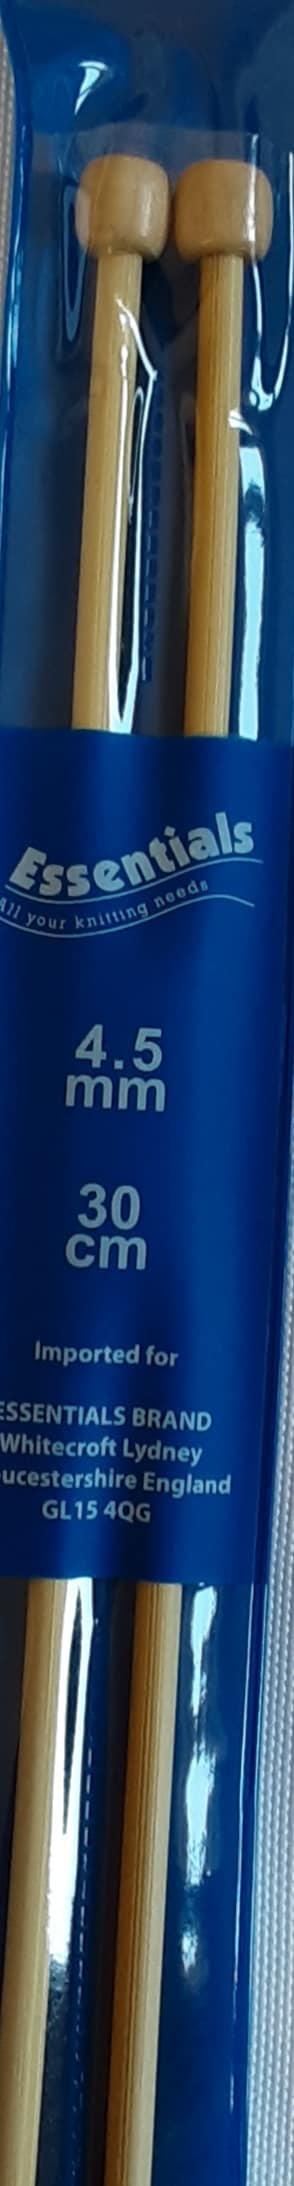 Essentials
All your knitting needs
4.5
mm
30
cm
Imported for
ESSENTIALS BRAND
Whitecroft Lydney
ucestershire England
GL15 4QG